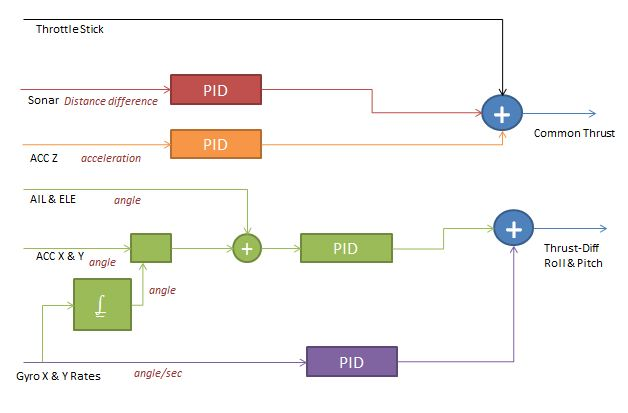 Throttle Stick
PID
Sonar Distance difference
+
Common Thrust
PID
ACC Z acceleration
AIL & ELE angle
+
ACC X & Y angle
+
PID
Thrust-Diff
Roll & Pitch
angle
∫
PID
Gyro X & Y Rates angle/sec